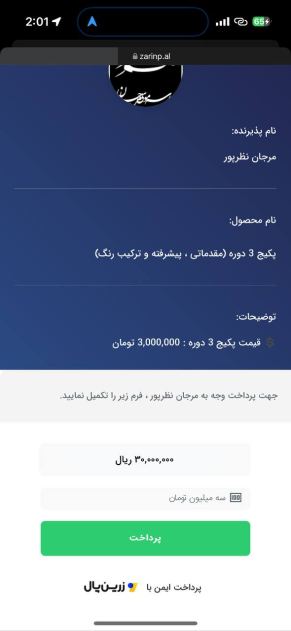 2:01
65
zarinp.al
نام پذیرنده:
مرجان نظرپور
نام محصول:
پکیج 3 دوره (مقدماتی ، پیشرفته و ترکیب رنگ)
توضیحات:
قیمت پکیج 3 دوره : 3,000,000 تومان
جهت پرداخت وجه به مرجان نظرپور ، فرم زیر را تکمیل نمایید.
۳۰,۰۰۰,۰۰۰ ریال
سه میلیون تومان
پرداخت
پرداخت ایمن با زرین‌پال